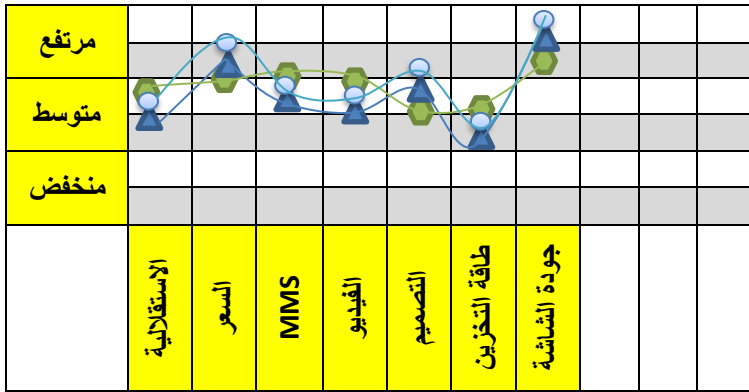 مرتفع
متوسط
منخفض
الاستقلالية
السعر
MMS
الفيديو
التصميم
طاقة التخزين
جودة الشاشة